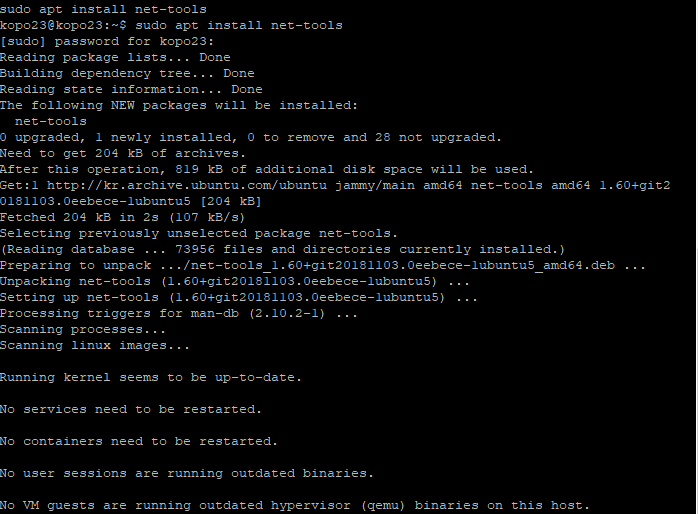 sudo apt install net-tools
kopo23@kopo23:~$ sudo apt install net-tools
[sudo] password for kopo23:
Reading package lists... Done
Building dependency tree... Done
Reading state information... Done
The following NEW packages will be installed:
  net-tools
0 upgraded, 1 newly installed, 0 to remove and 28 not upgraded.
Need to get 204 kB of archives.
After this operation, 819 kB of additional disk space will be used.
Get:1 http://kr.archive.ubuntu.com/ubuntu jammy/main amd64 net-tools amd64 1.60+git2
0181103.0eebece-1ubuntu5 [204 kB]
Fetched 204 kB in 2s (107 kB/s)
Selecting previously unselected package net-tools.
(Reading database ... 73956 files and directories currently installed.)
Preparing to unpack .../net-tools_1.60+git20181103.0eebece-1ubuntu5_amd64.deb ...
Unpacking net-tools (1.60+git20181103.0eebece-1ubuntu5) ...
Setting up net-tools (1.60+git20181103.0eebece-1ubuntu5) ...
Processing triggers for man-db (2.10.2-1) ...
Scanning processes...
Scanning linux images...

Running kernel seems to be up-to-date.

No services need to be restarted.

No containers need to be restarted.

No user sessions are running outdated binaries.

No VM guests are running outdated hypervisor (qemu) binaries on this host.